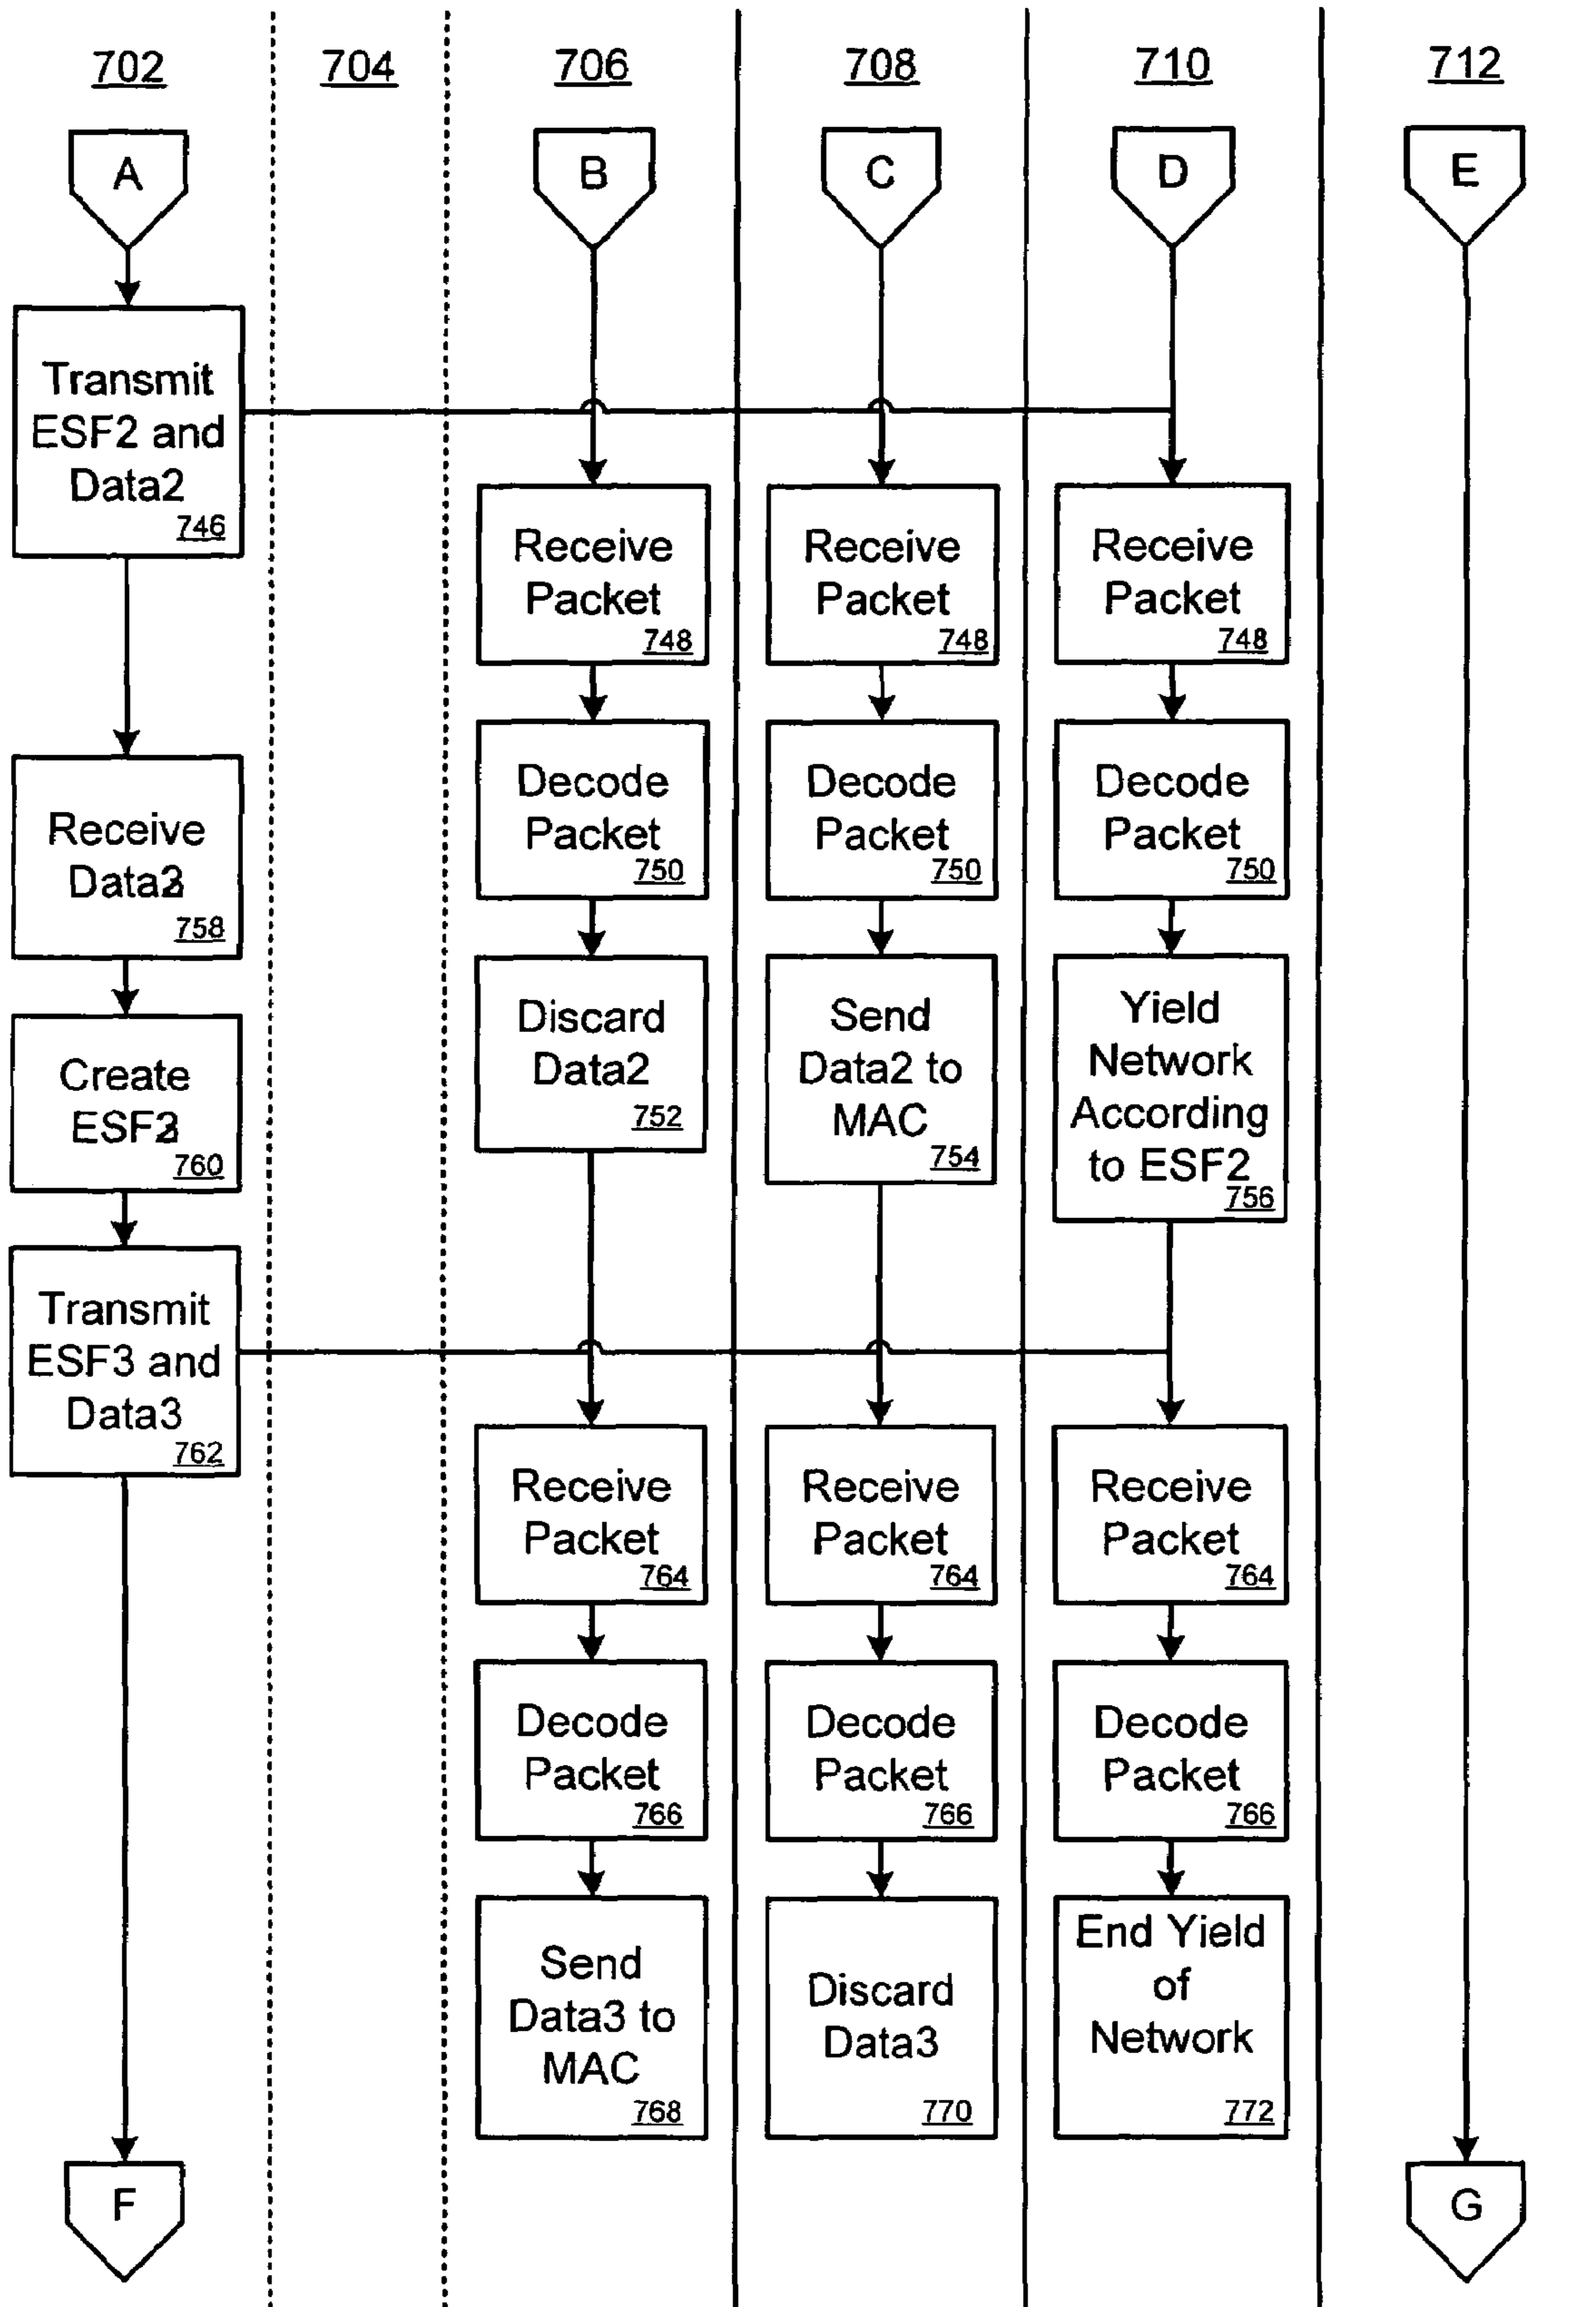 702 704 706 708 710 712
A B C D E
Transmit
ESF2 and
Data2
746
Receive
Packet
748
Receive
Packet
748
Receive
Packet
748
Decode
Packet
750
Decode
Packet
750
Decode
Packet
750
Receive
758
Discard
Data2
752
Send
Data2 to
MAC
754
Yield
Network
According
to ESF2
756
Create
760
Transmit
ESF3 and
Data3
762
Receive
Packet
764
Receive
Packet
764
Receive
Packet
764
Decode
Packet
766
Decode
Packet
766
Decode
Packet
766
Send
Data3 to
MAC
768
Discard
Data3
770
End Yield
of
Network
772
F G